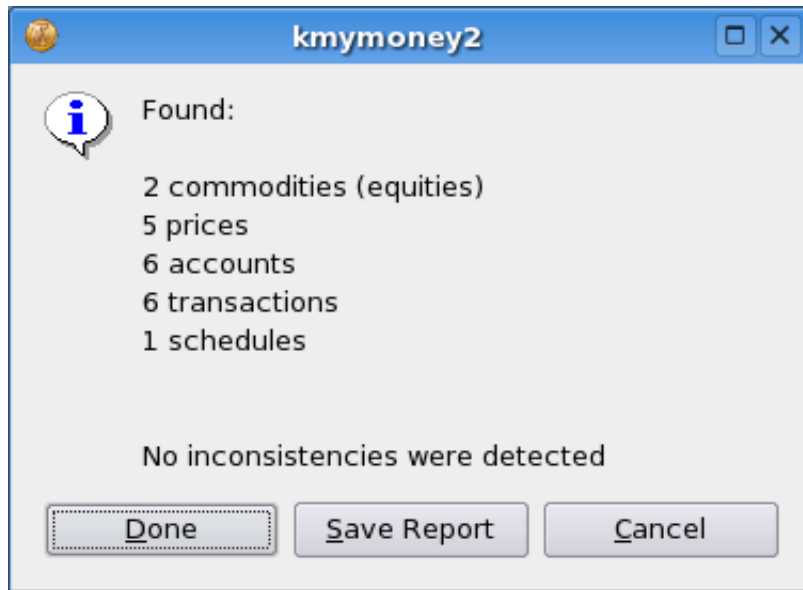 kmymoney2
Found:
2 commodities (equities)
5 prices
6 accounts
6 transactions
1 schedules
No inconsistencies were detected
Done
Save Report
Cancel